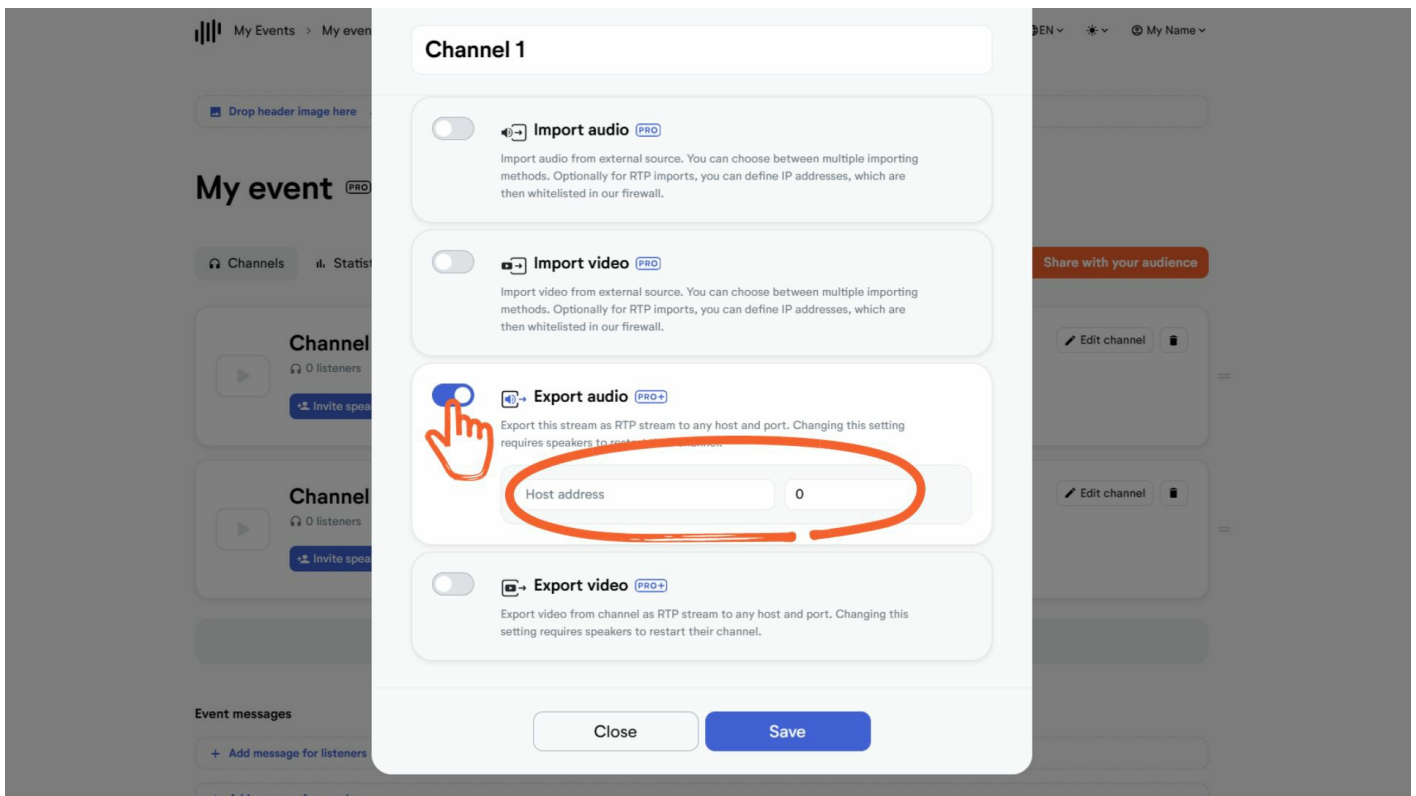 My Events > My even
EN
My Name
Channel 1
Drop header image here
Import audio PRO
Import audio from external source. You can choose between multiple importing
methods. Optionally for RTP imports, you can define IP addresses, which are
then whitelisted in our firewall.
My event PRO
Channels
Statist
Share with your audience
Import video PRO
Import video from external source. You can choose between multiple importing
methods. Optionally for RTP imports, you can define IP addresses, which are
then whitelisted in our firewall.
Channel
0 listeners
Invite spea
Edit channel
Export audio PRO+
Export this stream as RTP stream to any host and port. Changing this setting
requires speakers to restart their channel.
Host address
0
Channel
0 listeners
Invite spea
Edit channel
Export video PRO+
Export video from channel as RTP stream to any host and port. Changing this
setting requires speakers to restart their channel.
Close
Save
Event messages
+ Add message for listeners